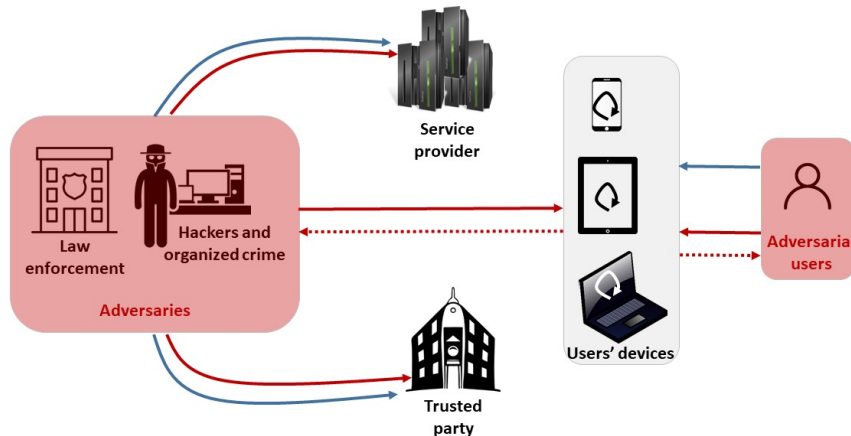 Service
provider
Law
enforcement
Hackers and
organized crime
Adversaries
Adversaria
users
Users' devices
Trusted
party